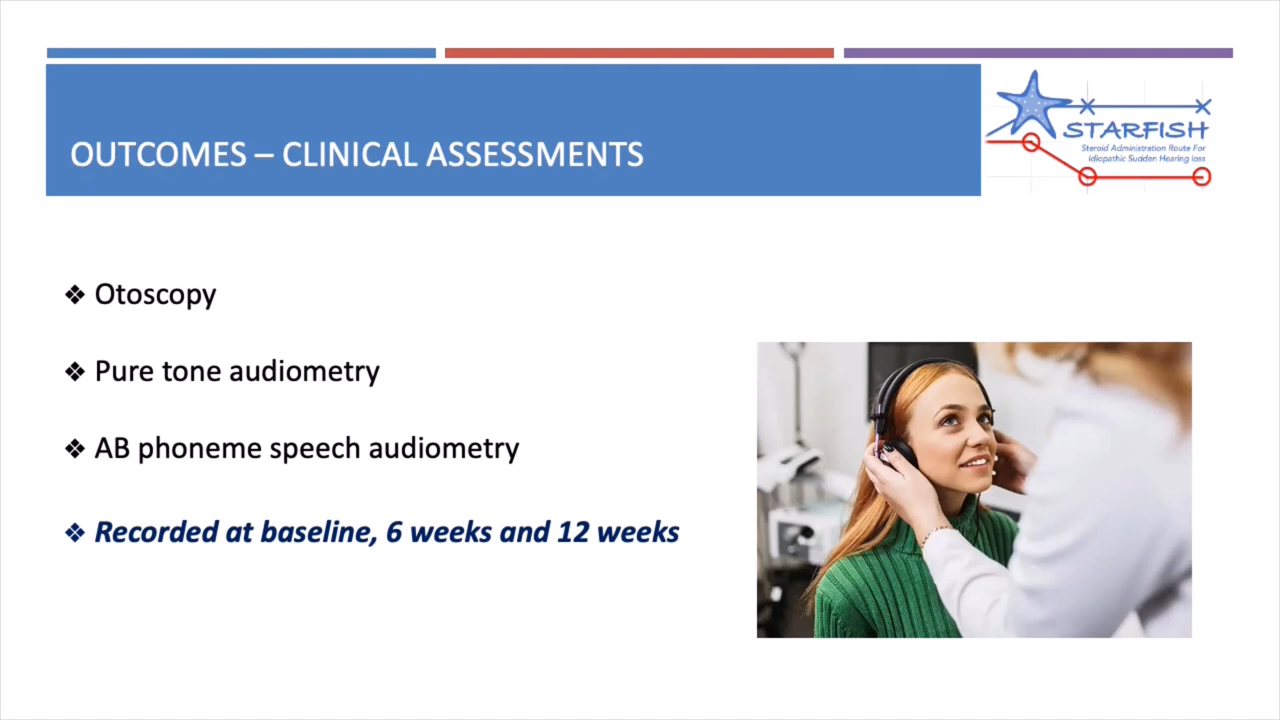 OUTCOMES – CLINICAL ASSESSMENTS
STARFISH
Steroid Administration Route For
Idiopathic Sudden Hearing loss
❖ Otoscopy
❖ Pure tone audiometry
❖ AB phoneme speech audiometry
❖ Recorded at baseline, 6 weeks and 12 weeks